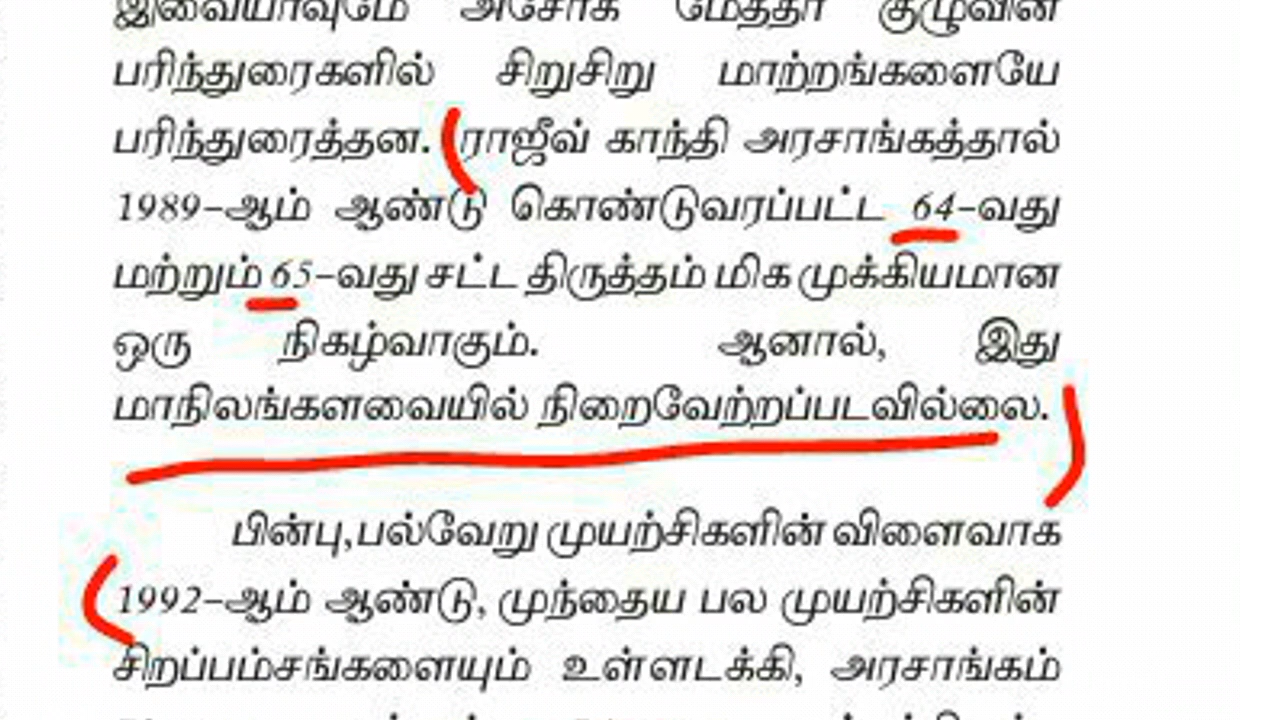 இவையாவுமே அசோக் மேத்தா குழுவின்
பரிந்துரைகளில் சிறுசிறு மாற்றங்களையே
பரிந்துரைத்தன. ராஜீவ் காந்தி அரசாங்கத்தால்
1989-ஆம் ஆண்டு கொண்டுவரப்பட்ட 64-வது
மற்றும் 65-வது சட்ட திருத்தம் மிக முக்கியமான
ஒரு நிகழ்வாகும். ஆனால், இது
மாநிலங்களவையில் நிறைவேற்றப்படவில்லை.
பின்பு,பல்வேறு முயற்சிகளின் விளைவாக
1992-ஆம் ஆண்டு, முந்தைய பல முயற்சிகளின்
சிறப்பம்சங்களையும் உள்ளடக்கி, அரசாங்கம்